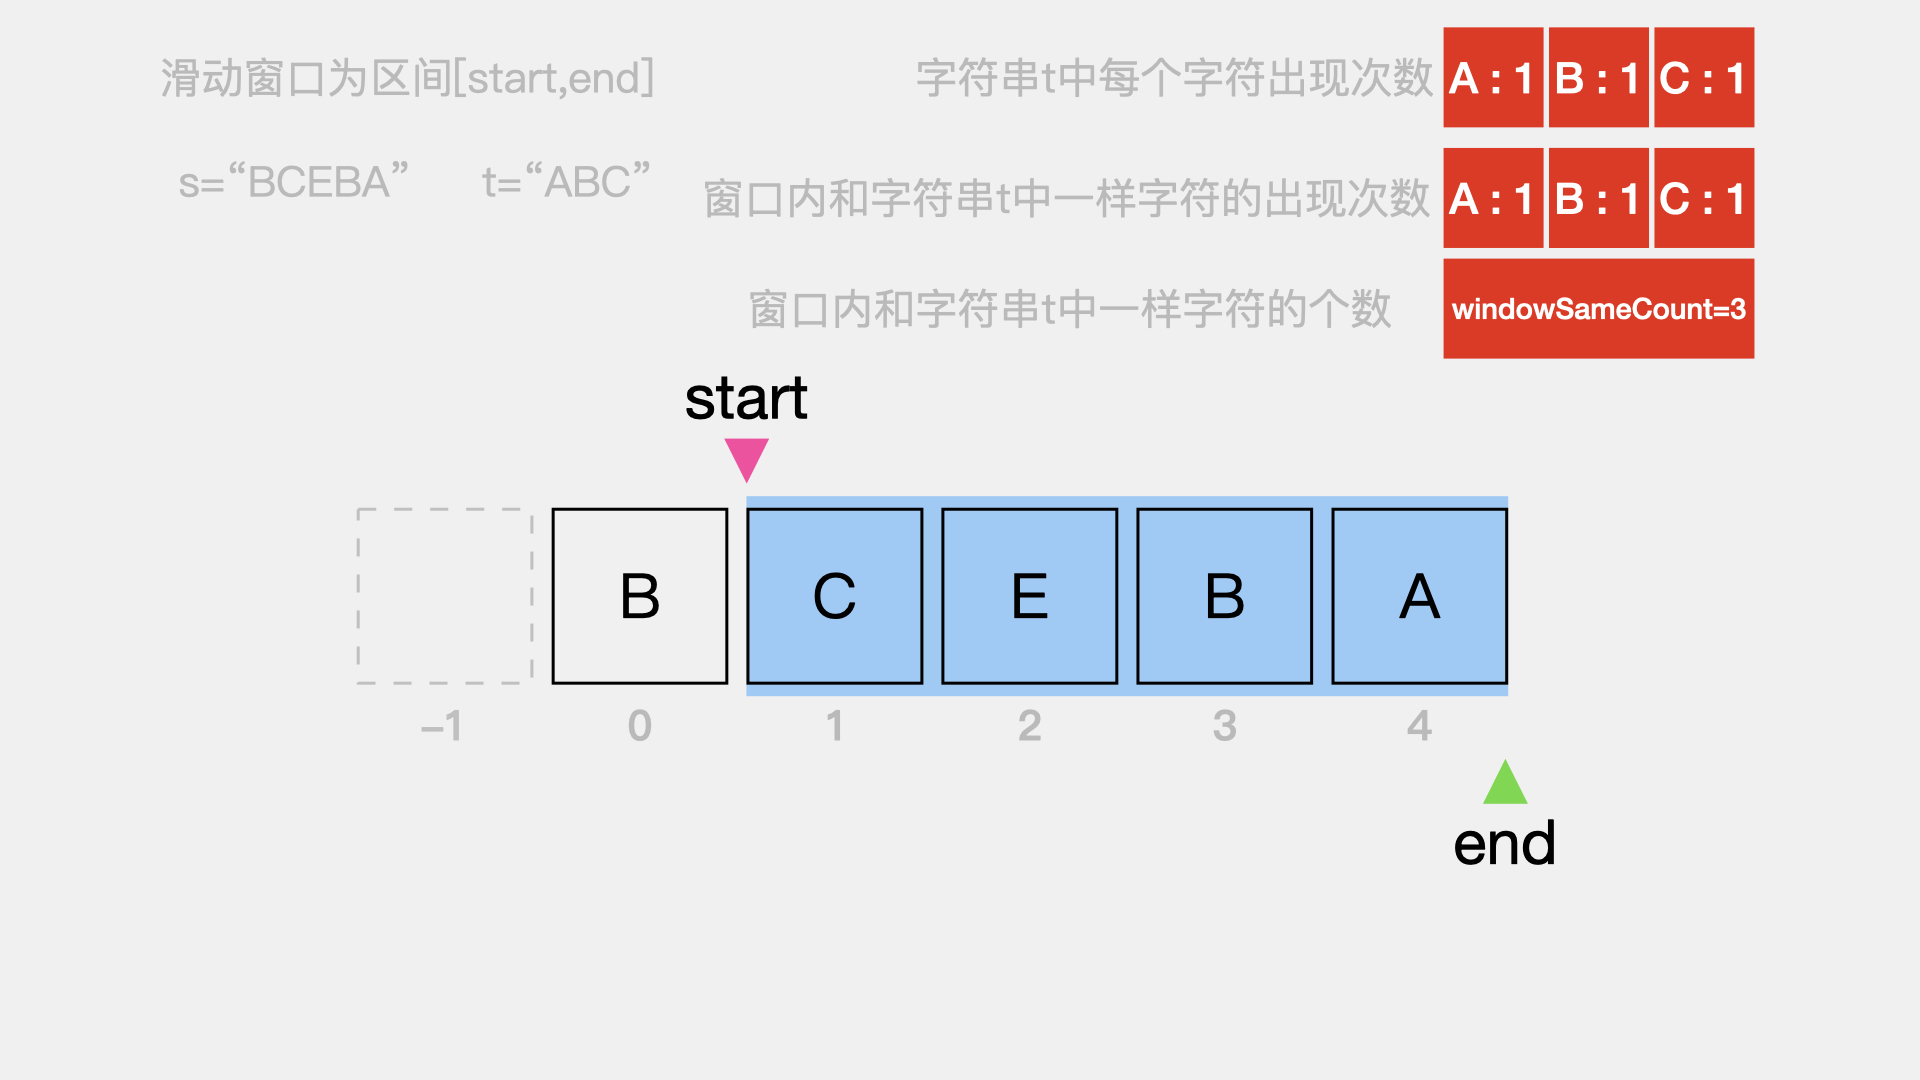 滑动窗口为区间[start,end]
字符串t中每个字符出现次数 A : 1 B : 1 C : 1
s=“BCEBA” t=“ABC”
窗口内和字符串t中一样字符的出现次数 A : 1 B : 1 C : 1
窗口内和字符串t中一样字符的个数 windowSameCount=3
start
B C E B A
–1 0 1 2 3 4
end